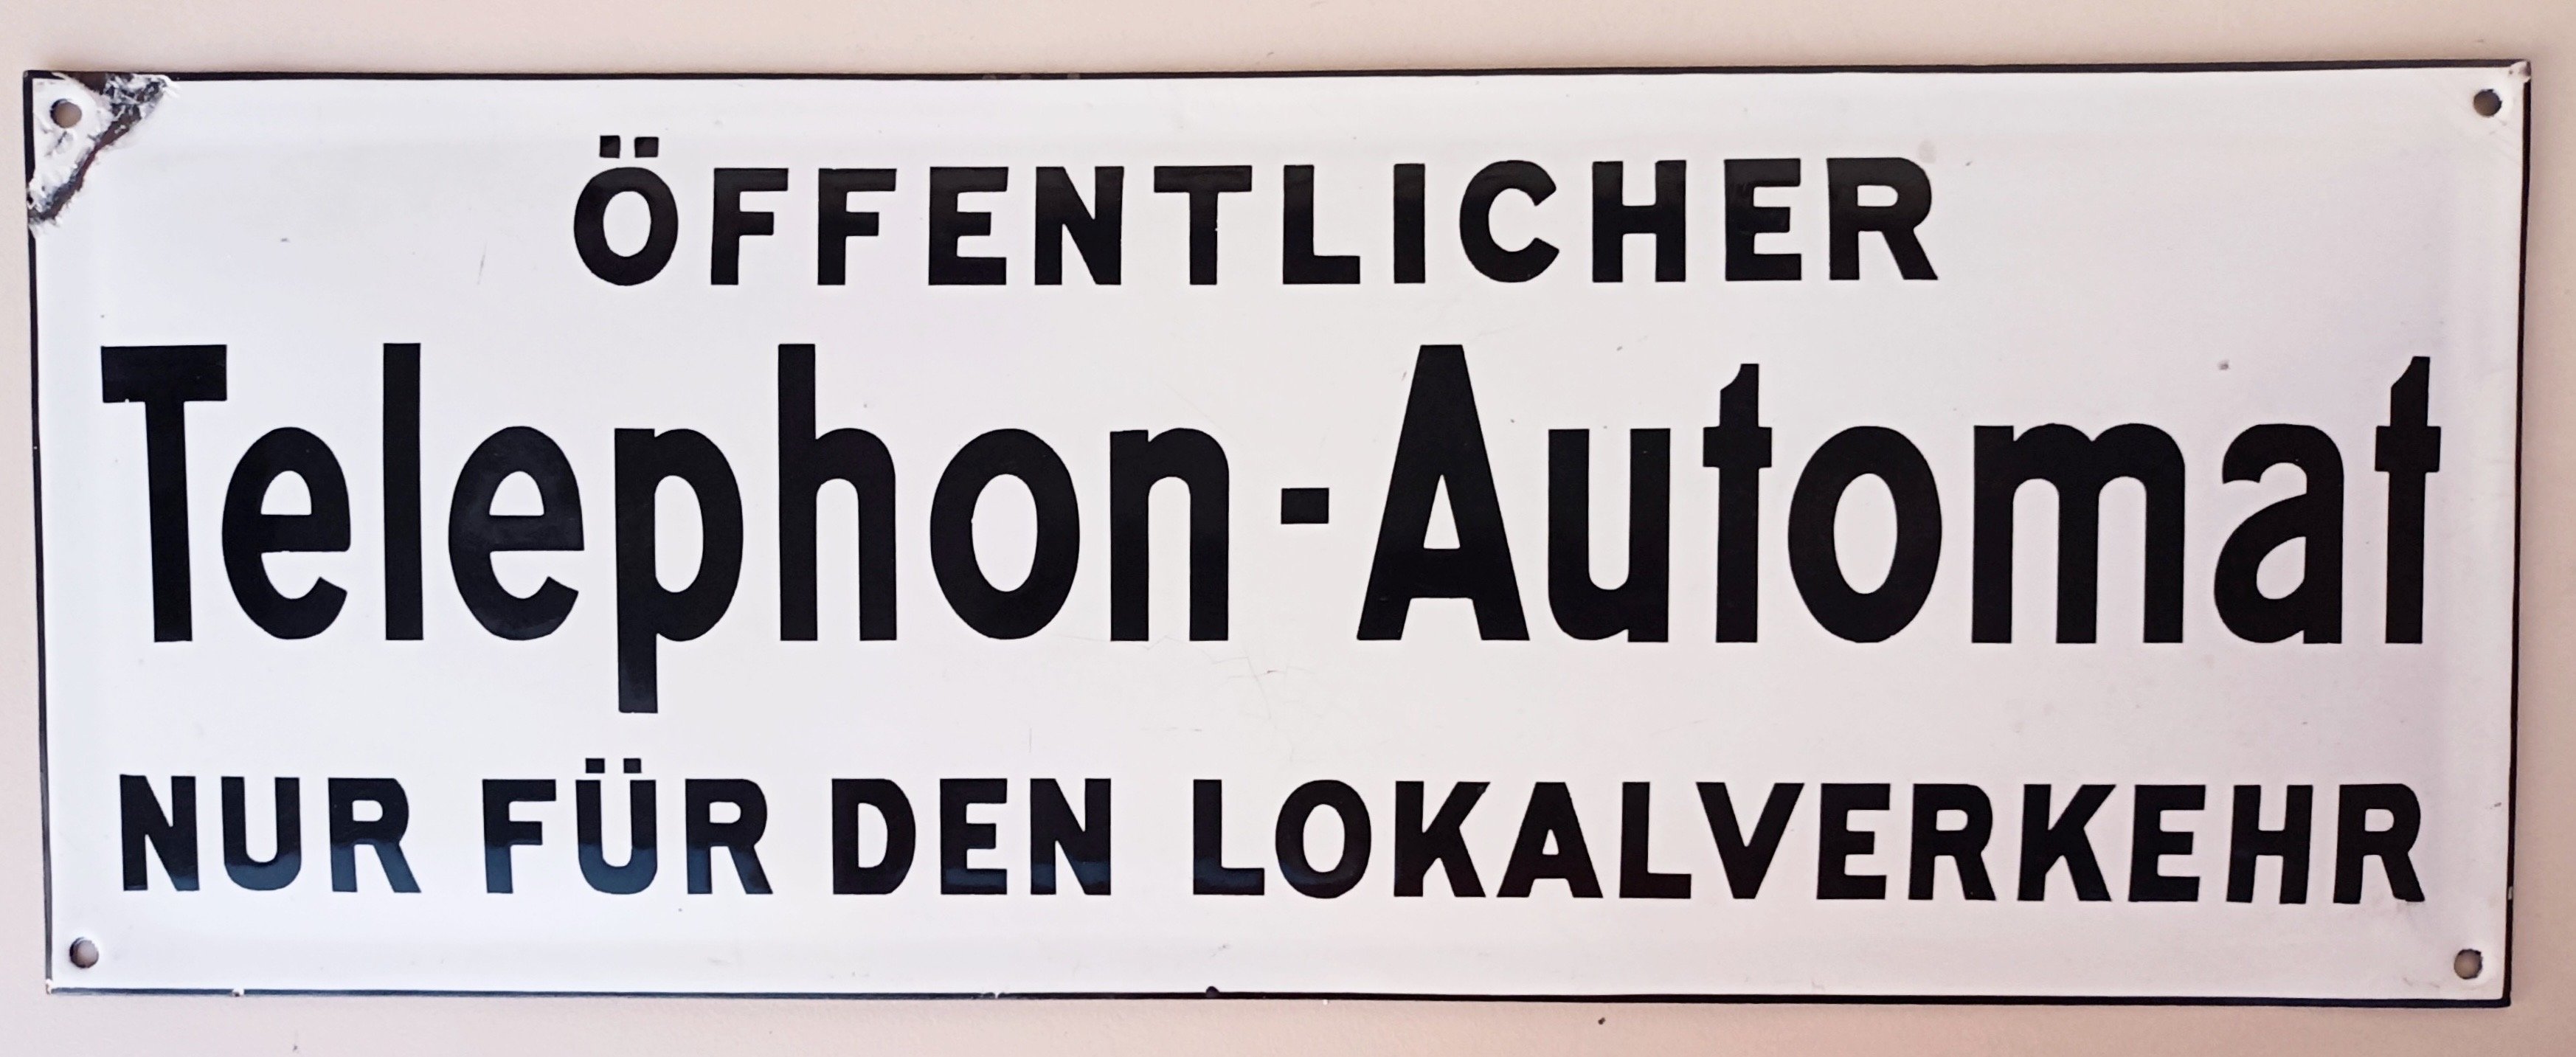 ÖFFENTLICHER
Telephon-Automat
NUR FÜR DEN LOKALVERKEHR